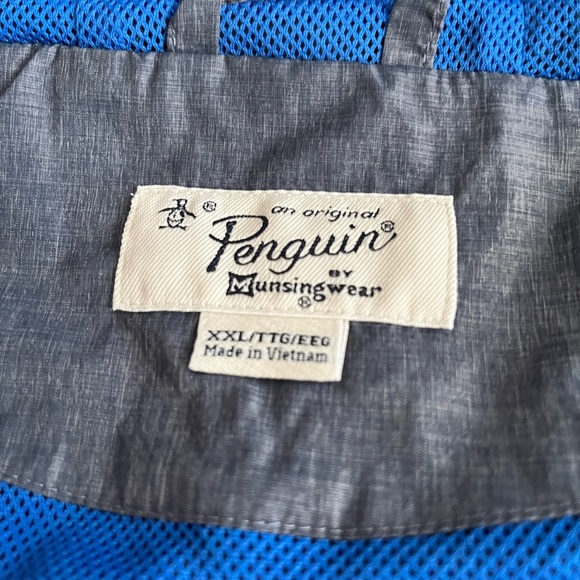 ®
an original
Penguin®
BY
Munsingwear®
XXL/TTG/EEG
Made in Vietnam